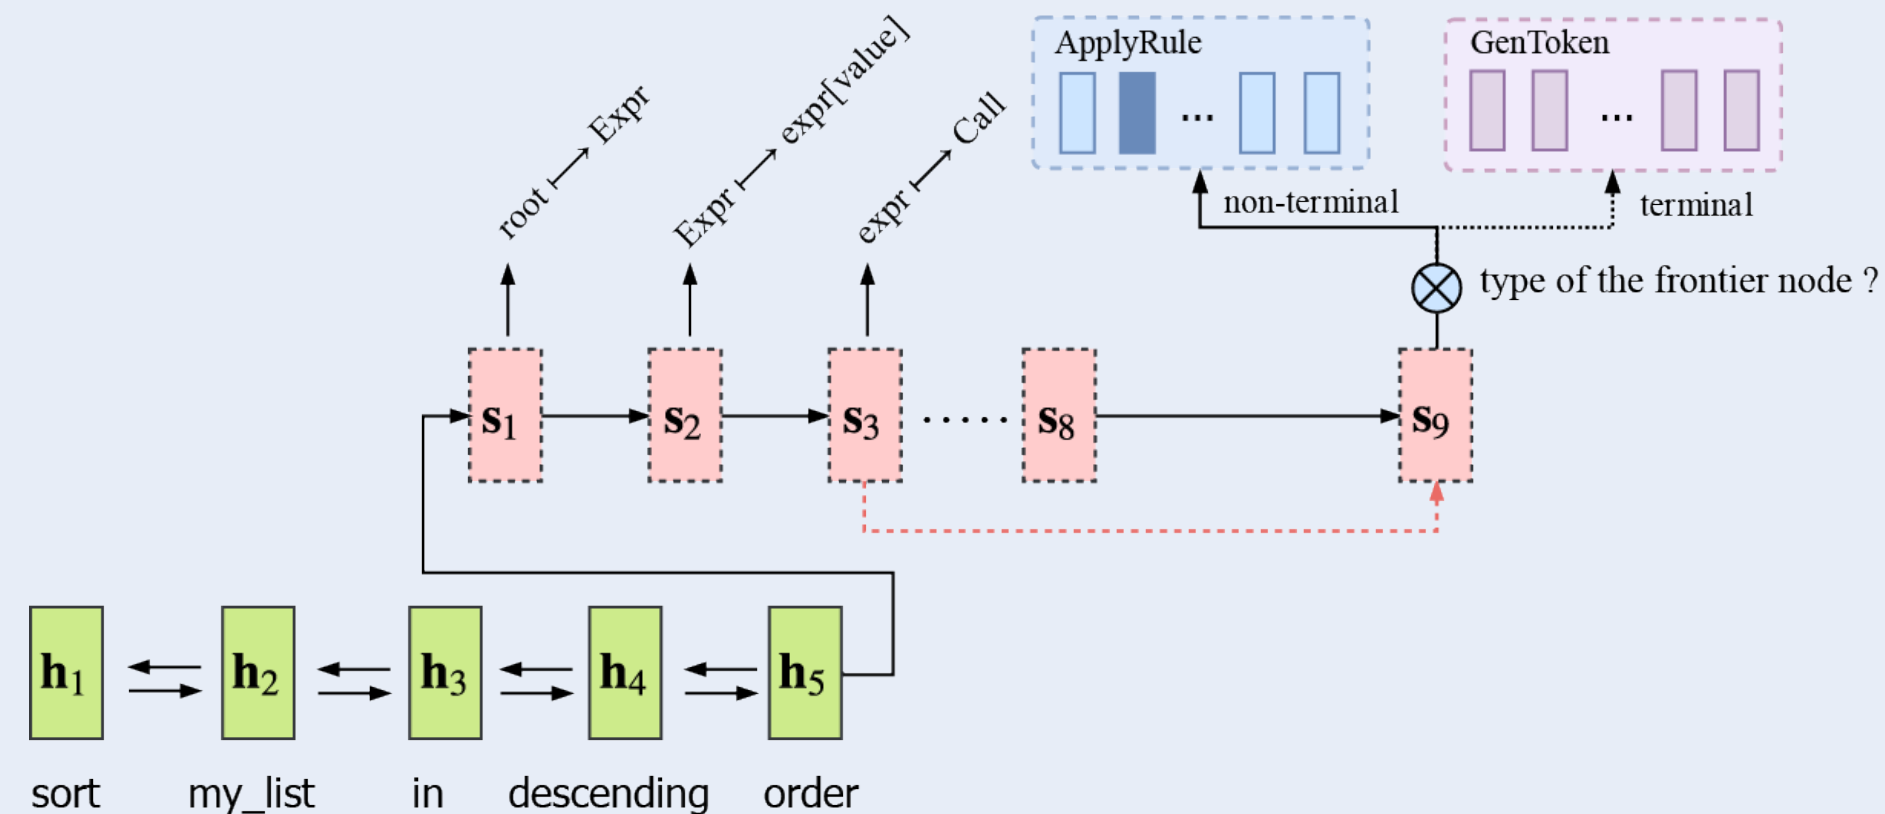 root ⟼ Expr
Expr ⟼ expr[value]
expr ⟼ Call
ApplyRule
...
GenToken
...
non-terminal
terminal
type of the frontier node ?
s1
s2
s3
.....
s8
s9
h1
h2
h3
h4
h5
sort my_list in descending order